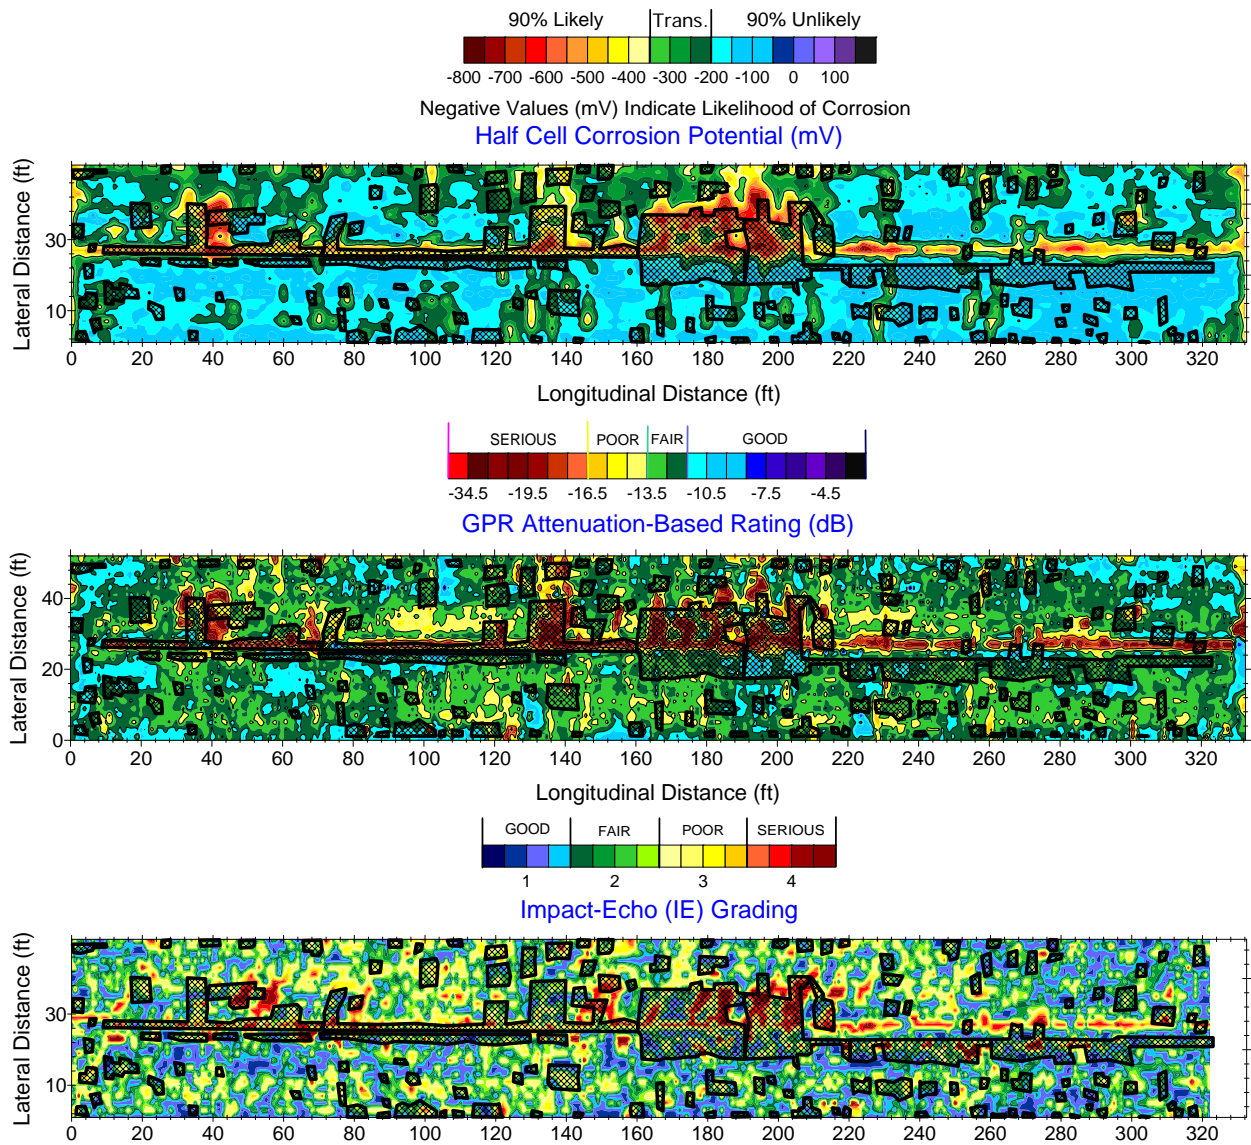 90% Likely Trans. 90% Unlikely
-800 -700 -600 -500 -400 -300 -200 -100 0 100
Negative Values (mV) Indicate Likelihood of Corrosion
Half Cell Corrosion Potential (mV)
Lateral Distance (ft)
30
10
0 20 40 60 80 100 120 140 160 180 200 220 240 260 280 300 320
Longitudinal Distance (ft)
SERIOUS POOR FAIR GOOD
-34.5 -19.5 -16.5 -13.5 -10.5 -7.5 -4.5
GPR Attenuation-Based Rating (dB)
Lateral Distance (ft)
40
20
0
0 20 40 60 80 100 120 140 160 180 200 220 240 260 280 300 320
Longitudinal Distance (ft)
GOOD FAIR POOR SERIOUS
1 2 3 4
Impact-Echo (IE) Grading
Lateral Distance (ft)
30
10
0 20 40 60 80 100 120 140 160 180 200 220 240 260 280 300 320